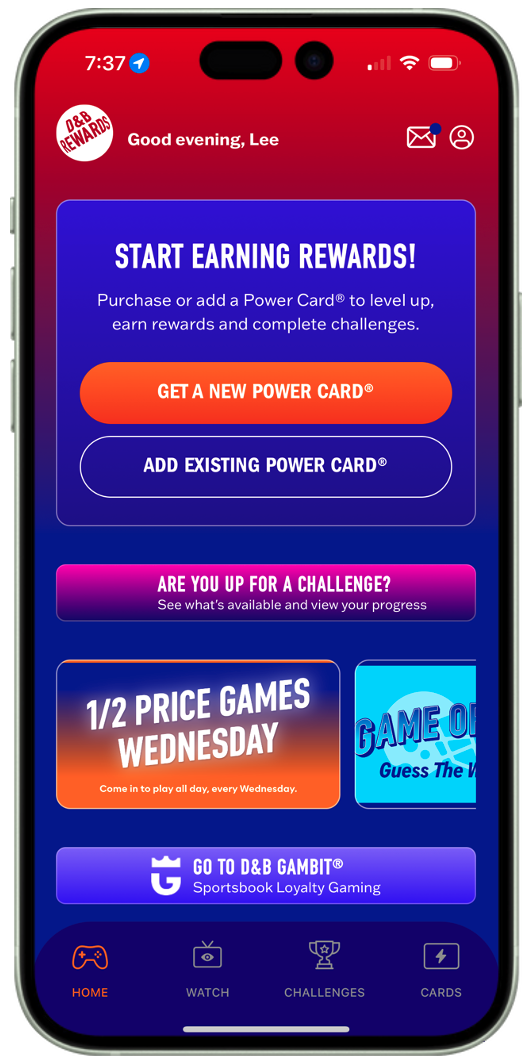 7:37
D&B
REWARDS
Good evening, Lee
START EARNING REWARDS!
Purchase or add a Power Card® to level up,
earn rewards and complete challenges.
GET A NEW POWER CARD®
ADD EXISTING POWER CARD®
ARE YOU UP FOR A CHALLENGE?
See what's available and view your progress
1/2 PRICE GAMES
WEDNESDAY
Come in to play all day, every Wednesday.
GAME OF
Guess The W
GO TO D&B GAMBIT®
Sportsbook Loyalty Gaming
HOME
WATCH
CHALLENGES
CARDS